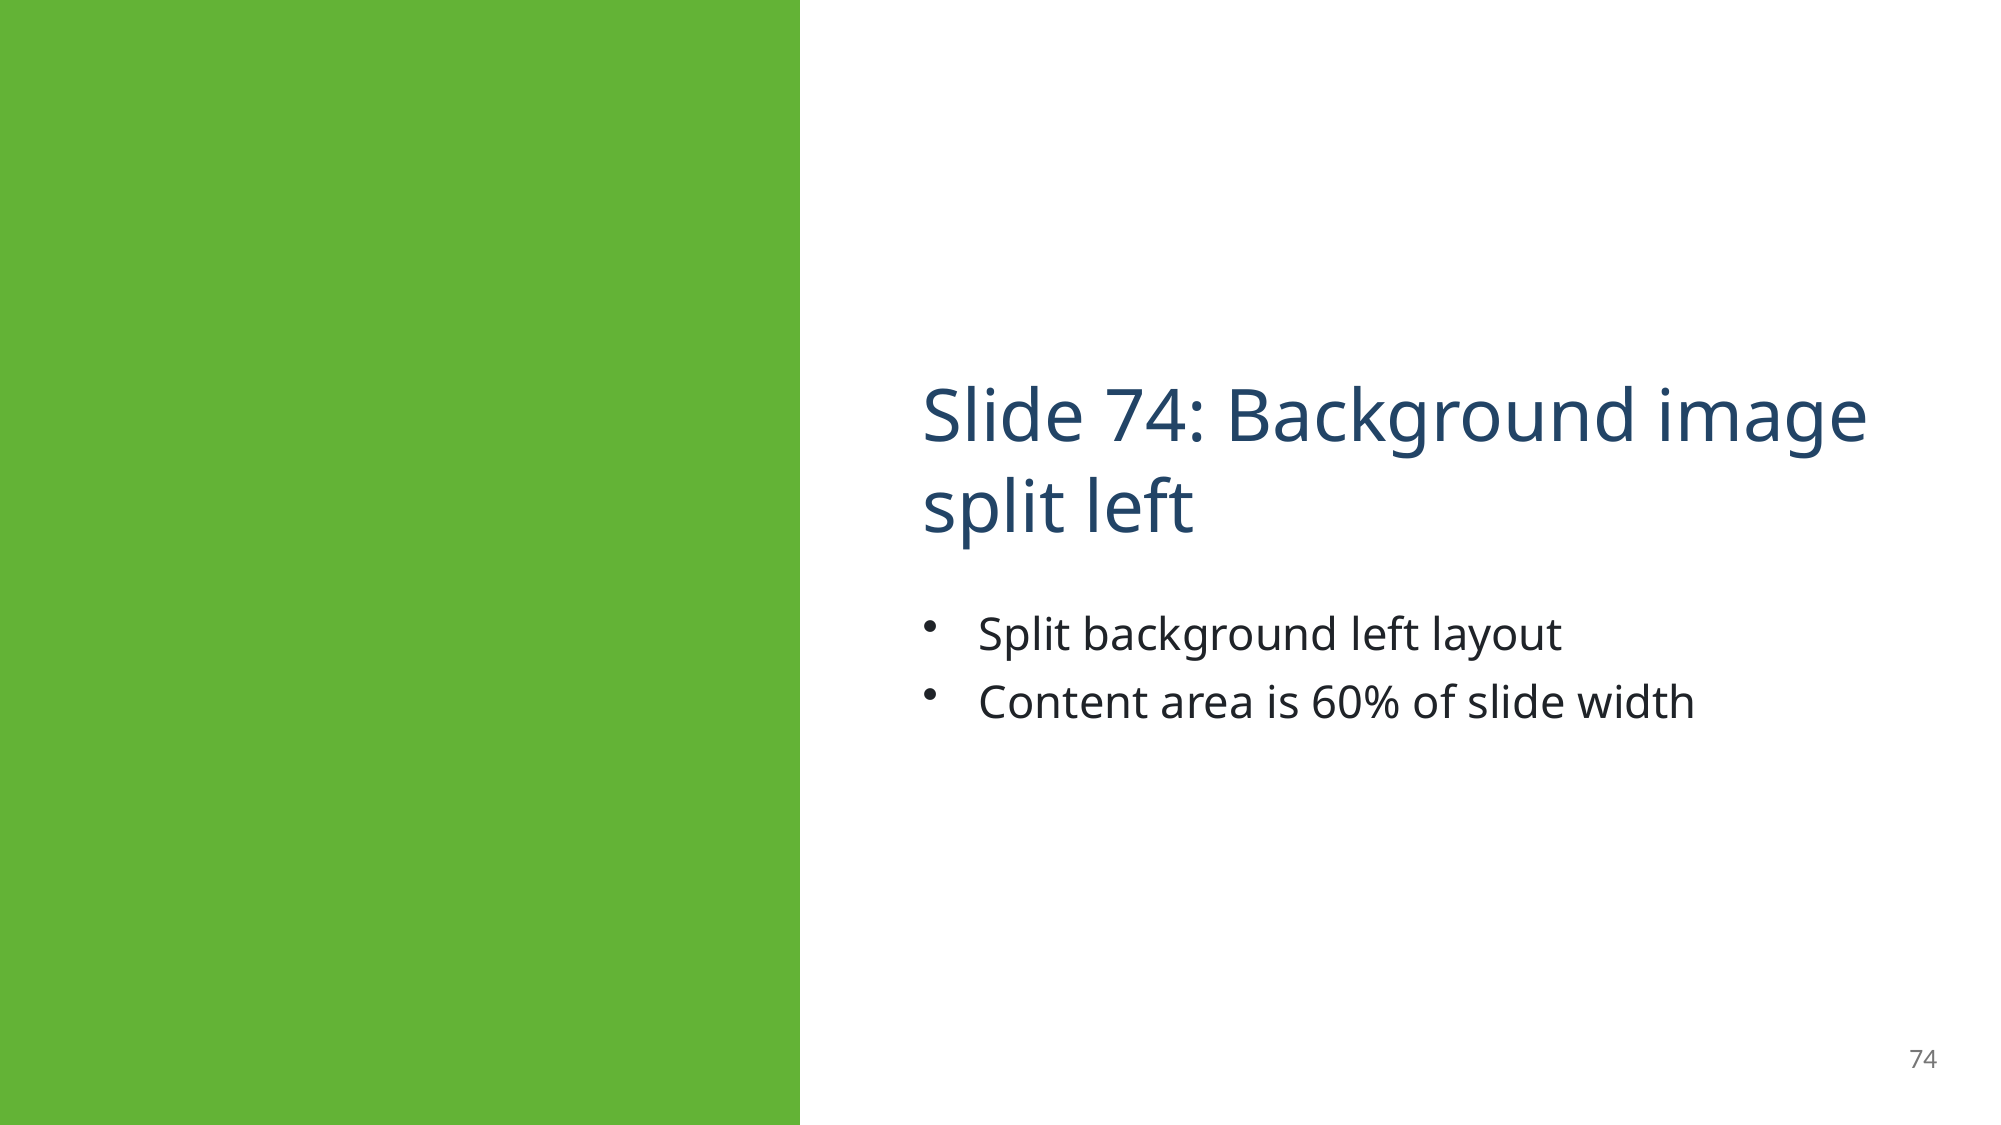 Slide 74: Background image
split left
• Split background left layout
• Content area is 60% of slide width
74